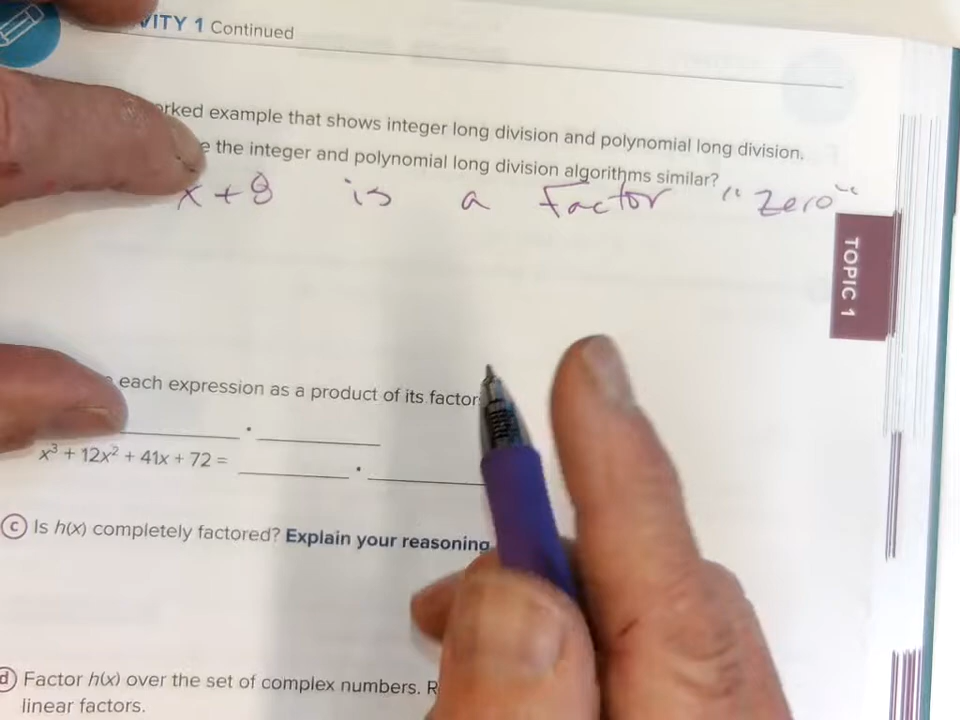 VITY 1 Continued
rked example that shows integer long division and polynomial long division.
e the integer and polynomial long division algorithms similar?
x+8 is a Factor "Zero"
TOPIC 1
each expression as a product of its factor
x³ + 12x² + 41x + 72 = ______ · ______
c Is h(x) completely factored? Explain your reasoning
d Factor h(x) over the set of complex numbers. R
linear factors.